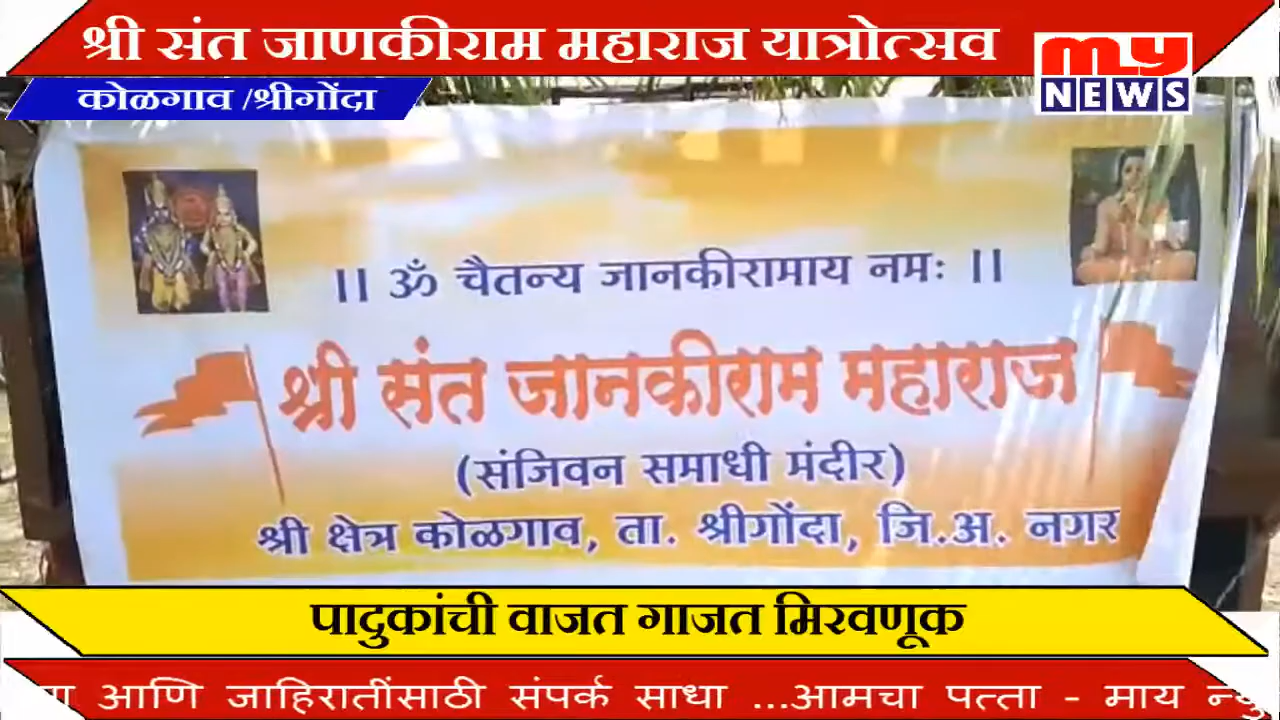 श्री संत जाणकीराम महाराज यात्रोत्सव
my
NEWS
कोळगाव /श्रीगोंदा
।। ॐ चैतन्य जानकीरामाय नमः ।।
श्री संत जानकीराम महाराज
(संजिवन समाधी मंदीर)
श्री क्षेत्र कोळगाव, ता. श्रीगोंदा, जि.अ. नगर
पादुकांची वाजत गाजत मिरवणूक
आणि जाहिरातींसाठी संपर्क साधा ...आमचा पत्ता - माय